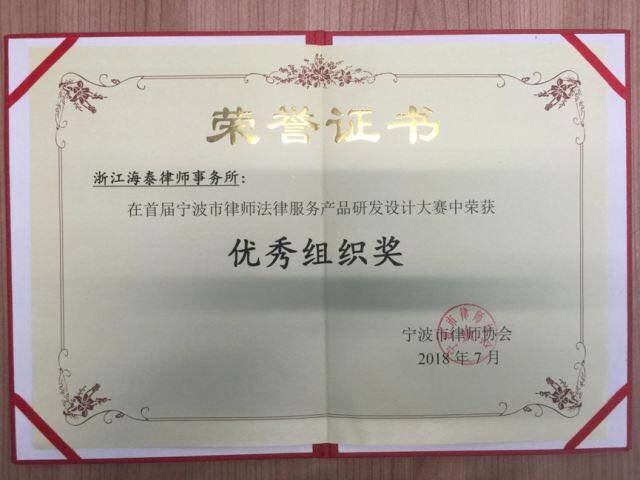 荣誉证书
浙江海泰律师事务所：
在首届宁波市律师法律服务产品研发设计大赛中荣获
优秀组织奖
宁波市律师协会
2018年7月